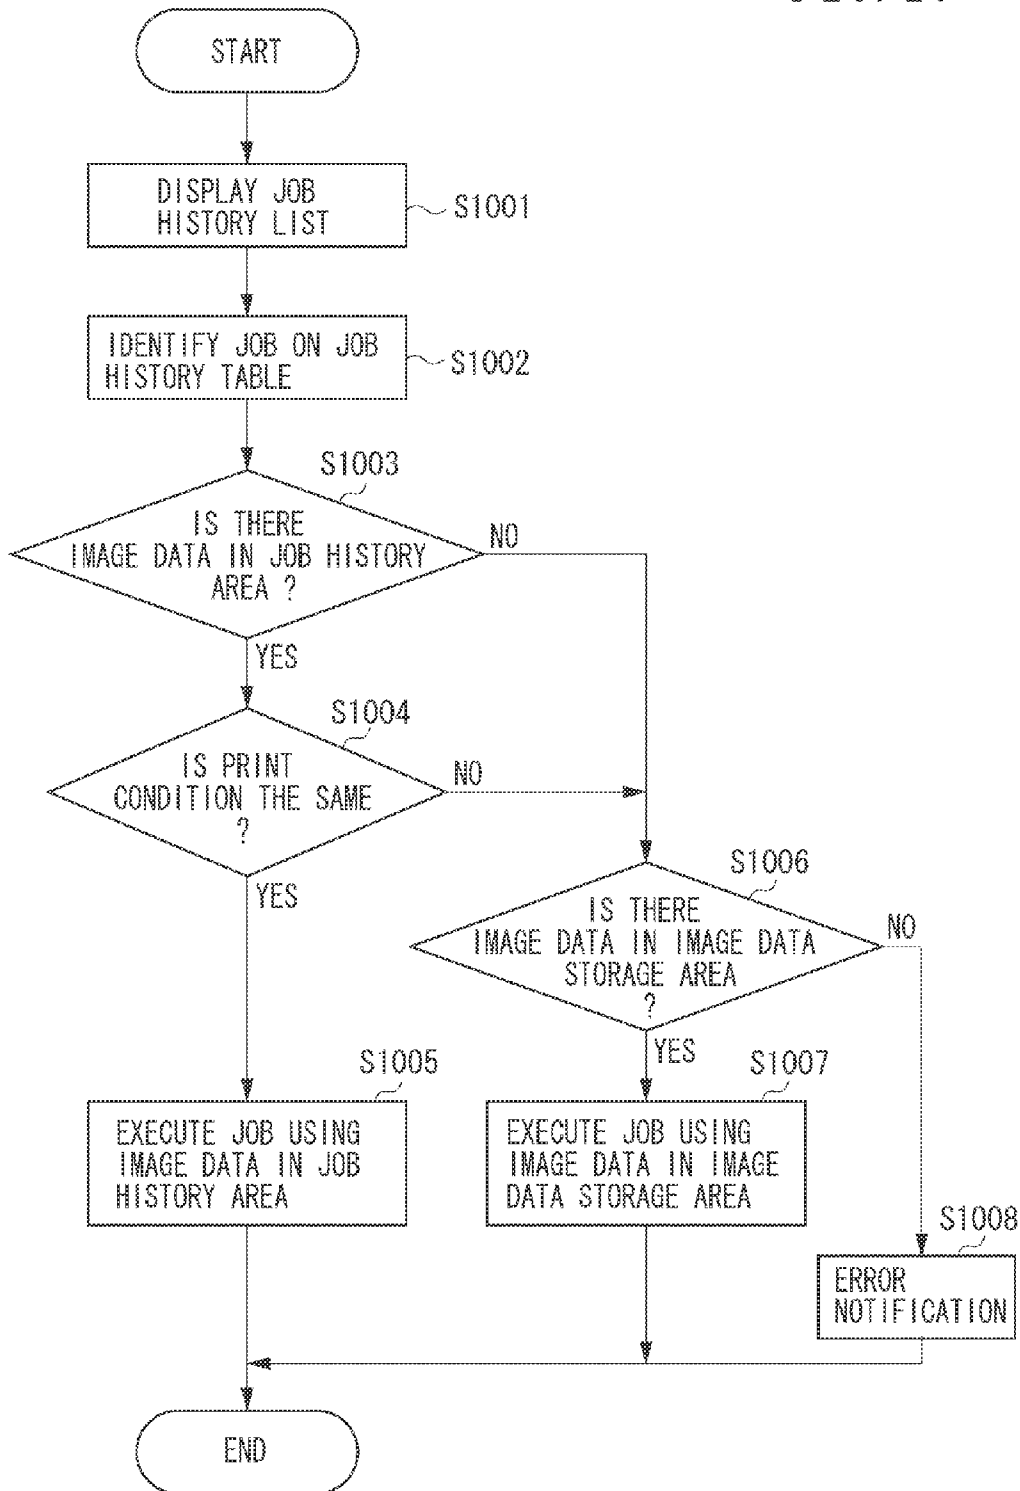 START
DISPLAY JOB
HISTORY LIST
S1001
IDENTIFY JOB ON JOB
HISTORY TABLE
S1002
S1003
IS THERE
IMAGE DATA IN JOB HISTORY
AREA ?
NO
YES
S1004
IS PRINT
CONDITION THE SAME
?
NO
YES
S1006
IS THERE
IMAGE DATA IN IMAGE DATA
STORAGE AREA
?
NO
YES
S1005
EXECUTE JOB USING
IMAGE DATA IN JOB
HISTORY AREA
S1007
EXECUTE JOB USING
IMAGE DATA IN IMAGE
DATA STORAGE AREA
S1008
ERROR
NOTIFICATION
END